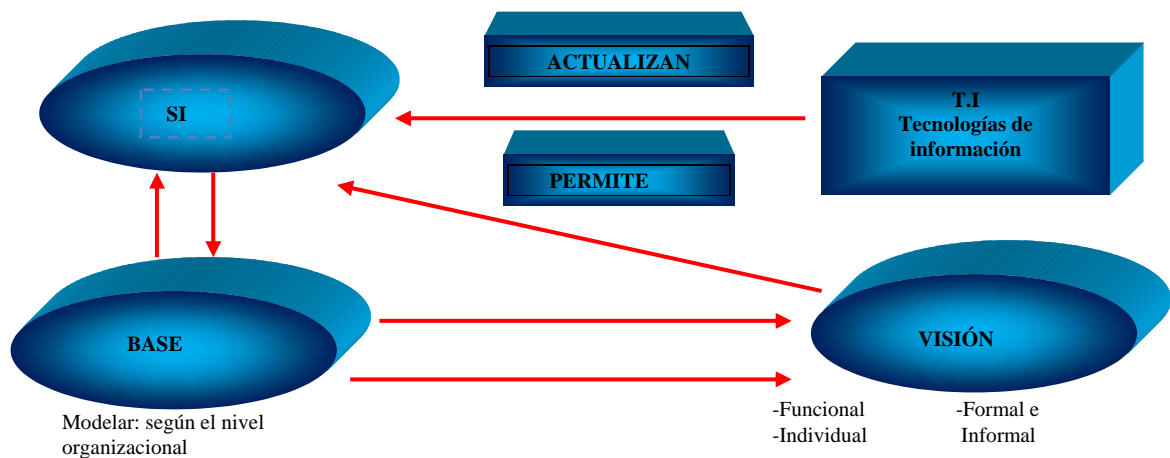 ACTUALIZAN
SI
T.I
Tecnologías de
información
PERMITE
BASE
VISIÓN
Modelar: según el nivel
organizacional
-Funcional
-Individual
-Formal e
Informal